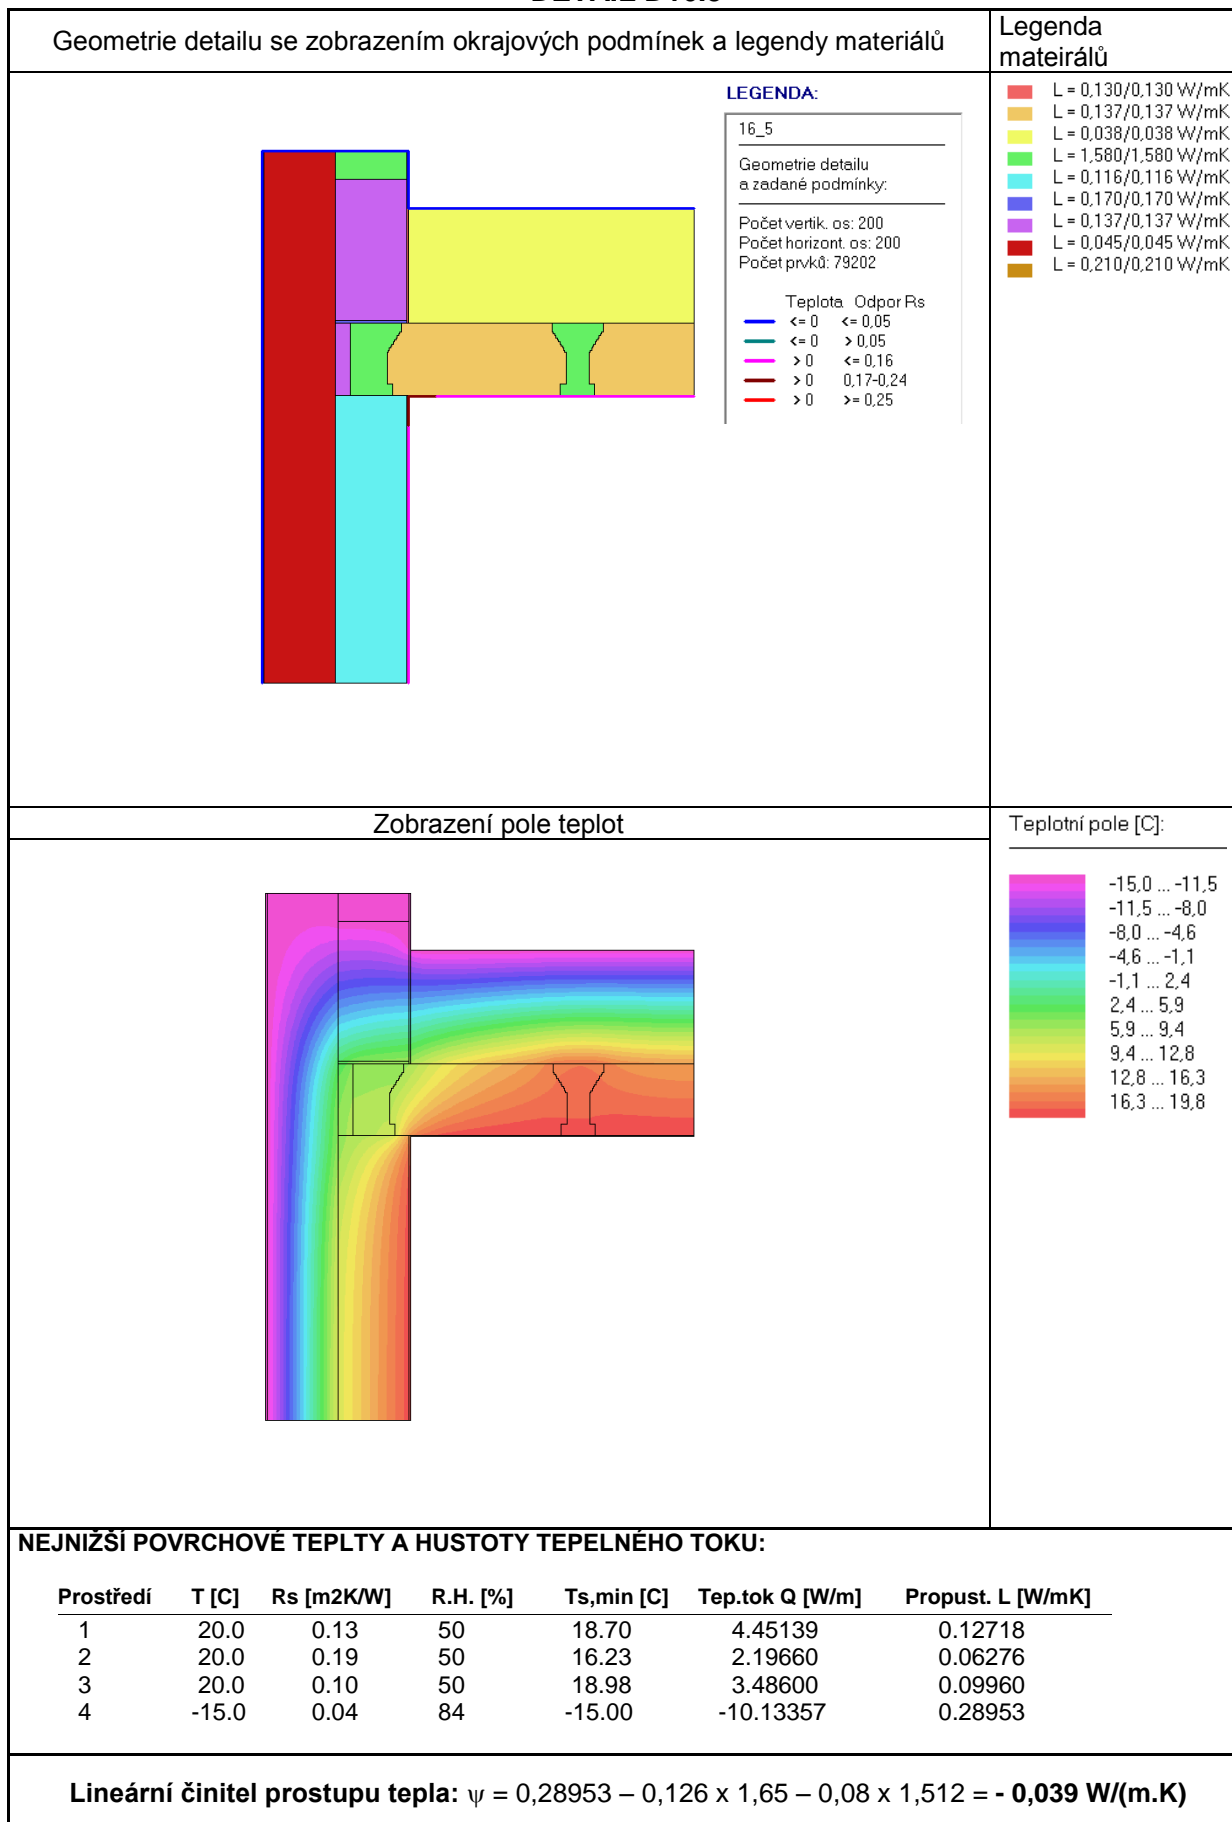 Geometrie detailu se zobrazením okrajových podmínek a legendy materiálů
Legenda
mateirálů
LEGENDA:
16_5
Geometrie detailu
a zadané podmínky:
Počet vertik. os: 200
Počet horizont. os: 200
Počet prvků: 79202
Teplota Odpor Rs
<= 0 <= 0,05
<= 0 > 0,05
> 0 <= 0,16
> 0 0,17-0,24
> 0 >= 0,25
L = 0,130/0,130 W/mK
L = 0,137/0,137 W/mK
L = 0,038/0,038 W/mK
L = 1,580/1,580 W/mK
L = 0,116/0,116 W/mK
L = 0,170/0,170 W/mK
L = 0,137/0,137 W/mK
L = 0,045/0,045 W/mK
L = 0,210/0,210 W/mK
Zobrazení pole teplot
Teplotní pole [C]:
-15,0 ... -11,5
-11,5 ... -8,0
-8,0 ... -4,6
-4,6 ... -1,1
-1,1 ... 2,4
2,4 ... 5,9
5,9 ... 9,4
9,4 ... 12,8
12,8 ... 16,3
16,3 ... 19,8
NEJNIŽŠÍ POVRCHOVÉ TEPLTY A HUSTOTY TEPELNÉHO TOKU:
Prostředí T [C] Rs [m2K/W] R.H. [%] Ts,min [C] Tep.tok Q [W/m] Propust. L [W/mK]
1 20.0 0.13 50 18.70 4.45139 0.12718
2 20.0 0.19 50 16.23 2.19660 0.06276
3 20.0 0.10 50 18.98 3.48600 0.09960
4 -15.0 0.04 84 -15.00 -10.13357 0.28953
Lineární činitel prostupu tepla: ψ = 0,28953 – 0,126 x 1,65 – 0,08 x 1,512 = - 0,039 W/(m.K)